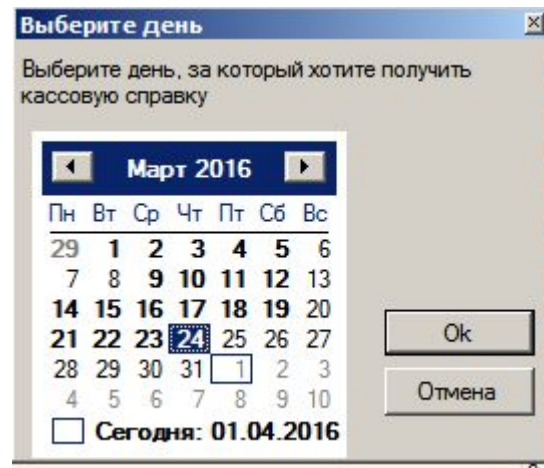 Выберите день
Выберите день, за который хотите получить
кассовую справку
Март 2016
Пн Вт Ср Чт Пт Сб Вс
29 1 2 3 4 5 6
7 8 9 10 11 12 13
14 15 16 17 18 19 20
21 22 23 24 25 26 27
28 29 30 31 1 2 3
4 5 6 7 8 9 10
Сегодня: 01.04.2016
Ok
Отмена